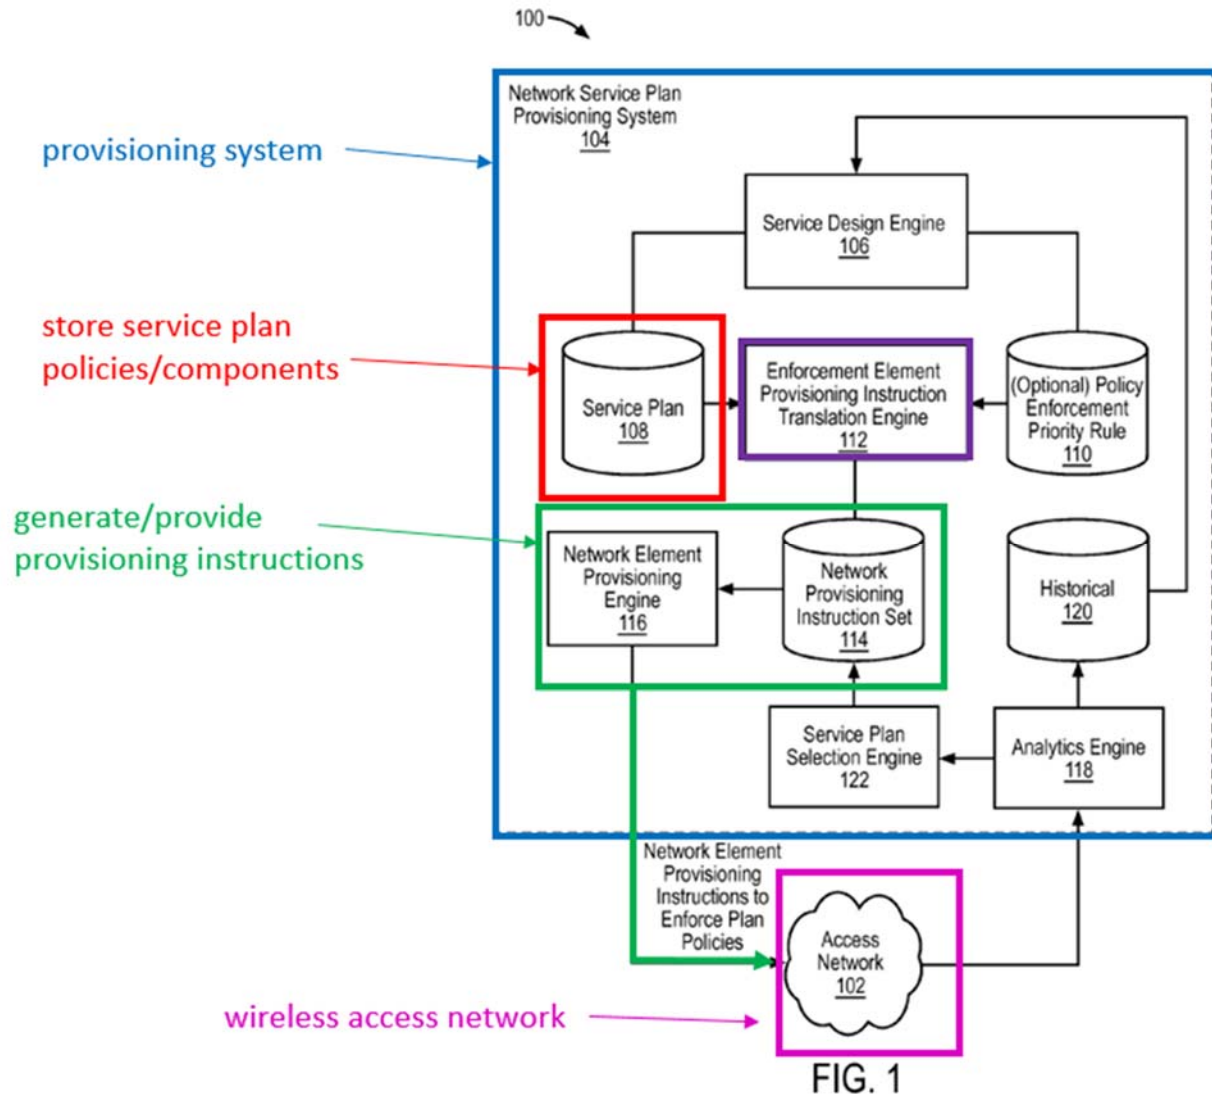 100
Network Service Plan
Provisioning System
104
provisioning system
Service Design Engine
106
store service plan
policies/components
Service Plan
108
Enforcement Element
Provisioning Instruction
Translation Engine
112
(Optional) Policy
Enforcement
Priority Rule
110
generate/provide
provisioning instructions
Network Element
Provisioning
Engine
116
Network
Provisioning
Instruction Set
114
Historical
120
Service Plan
Selection Engine
122
Analytics Engine
118
Network Element
Provisioning
Instructions to
Enforce Plan
Policies
Access
Network
102
wireless access network
FIG. 1